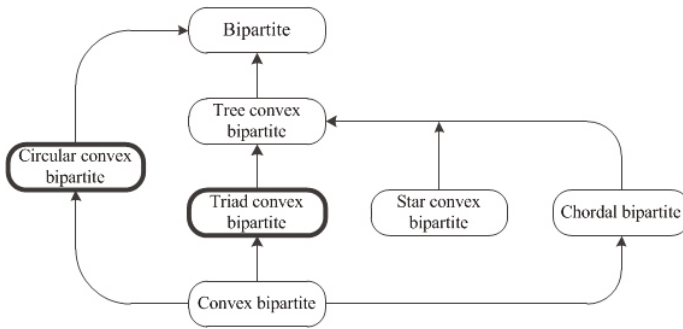 Bipartite
Tree convex
bipartite
Circular convex
bipartite
Triad convex
bipartite
Star convex
bipartite
Chordal bipartite
Convex bipartite